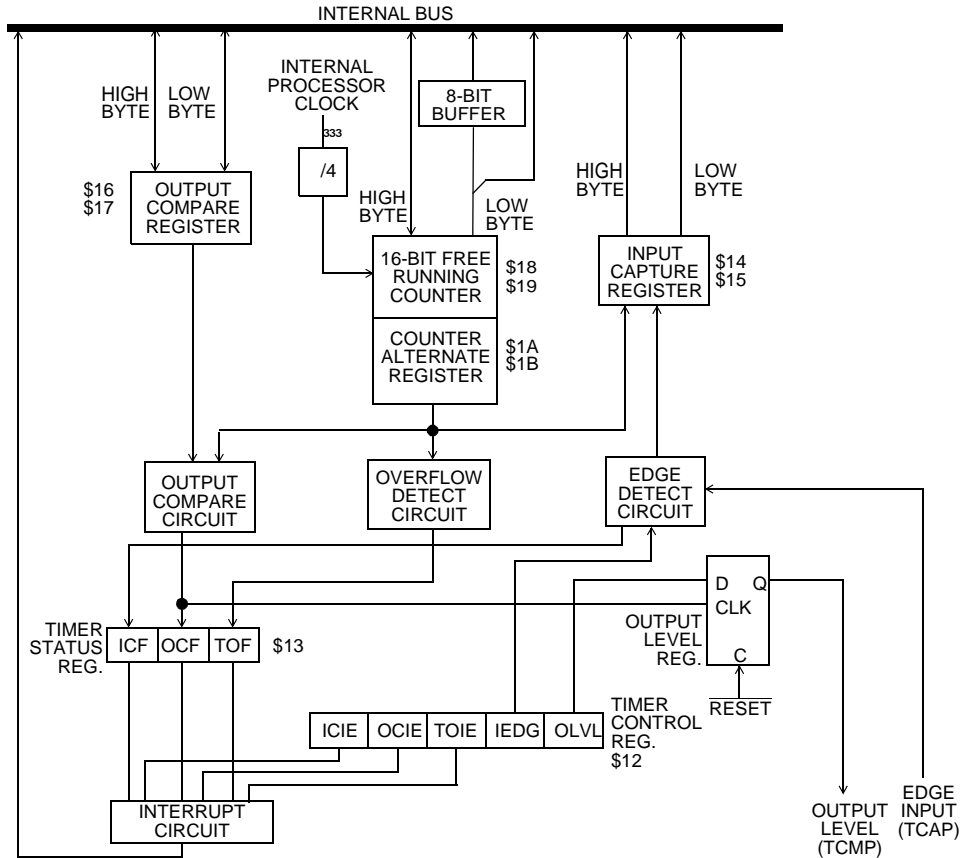 INTERNAL BUS
HIGH
BYTE
LOW
BYTE
INTERNAL
PROCESSOR
CLOCK
333
/4
8-BIT
BUFFER
HIGH
BYTE
LOW
BYTE
HIGH
BYTE
LOW
BYTE
$16
$17
OUTPUT
COMPARE
REGISTER
16-BIT FREE
RUNNING
COUNTER
$18
$19
COUNTER
ALTERNATE
REGISTER
$1A
$1B
INPUT
CAPTURE
REGISTER
$14
$15
OUTPUT
COMPARE
CIRCUIT
OVERFLOW
DETECT
CIRCUIT
EDGE
DETECT
CIRCUIT
D Q
CLK
C
OUTPUT
LEVEL
REG.
RESET
TIMER
STATUS
REG.
ICF OCF TOF
$13
ICIE OCIE TOIE IEDG OLVL
TIMER
CONTROL
REG.
$12
INTERRUPT
CIRCUIT
OUTPUT
LEVEL
(TCMP)
EDGE
INPUT
(TCAP)